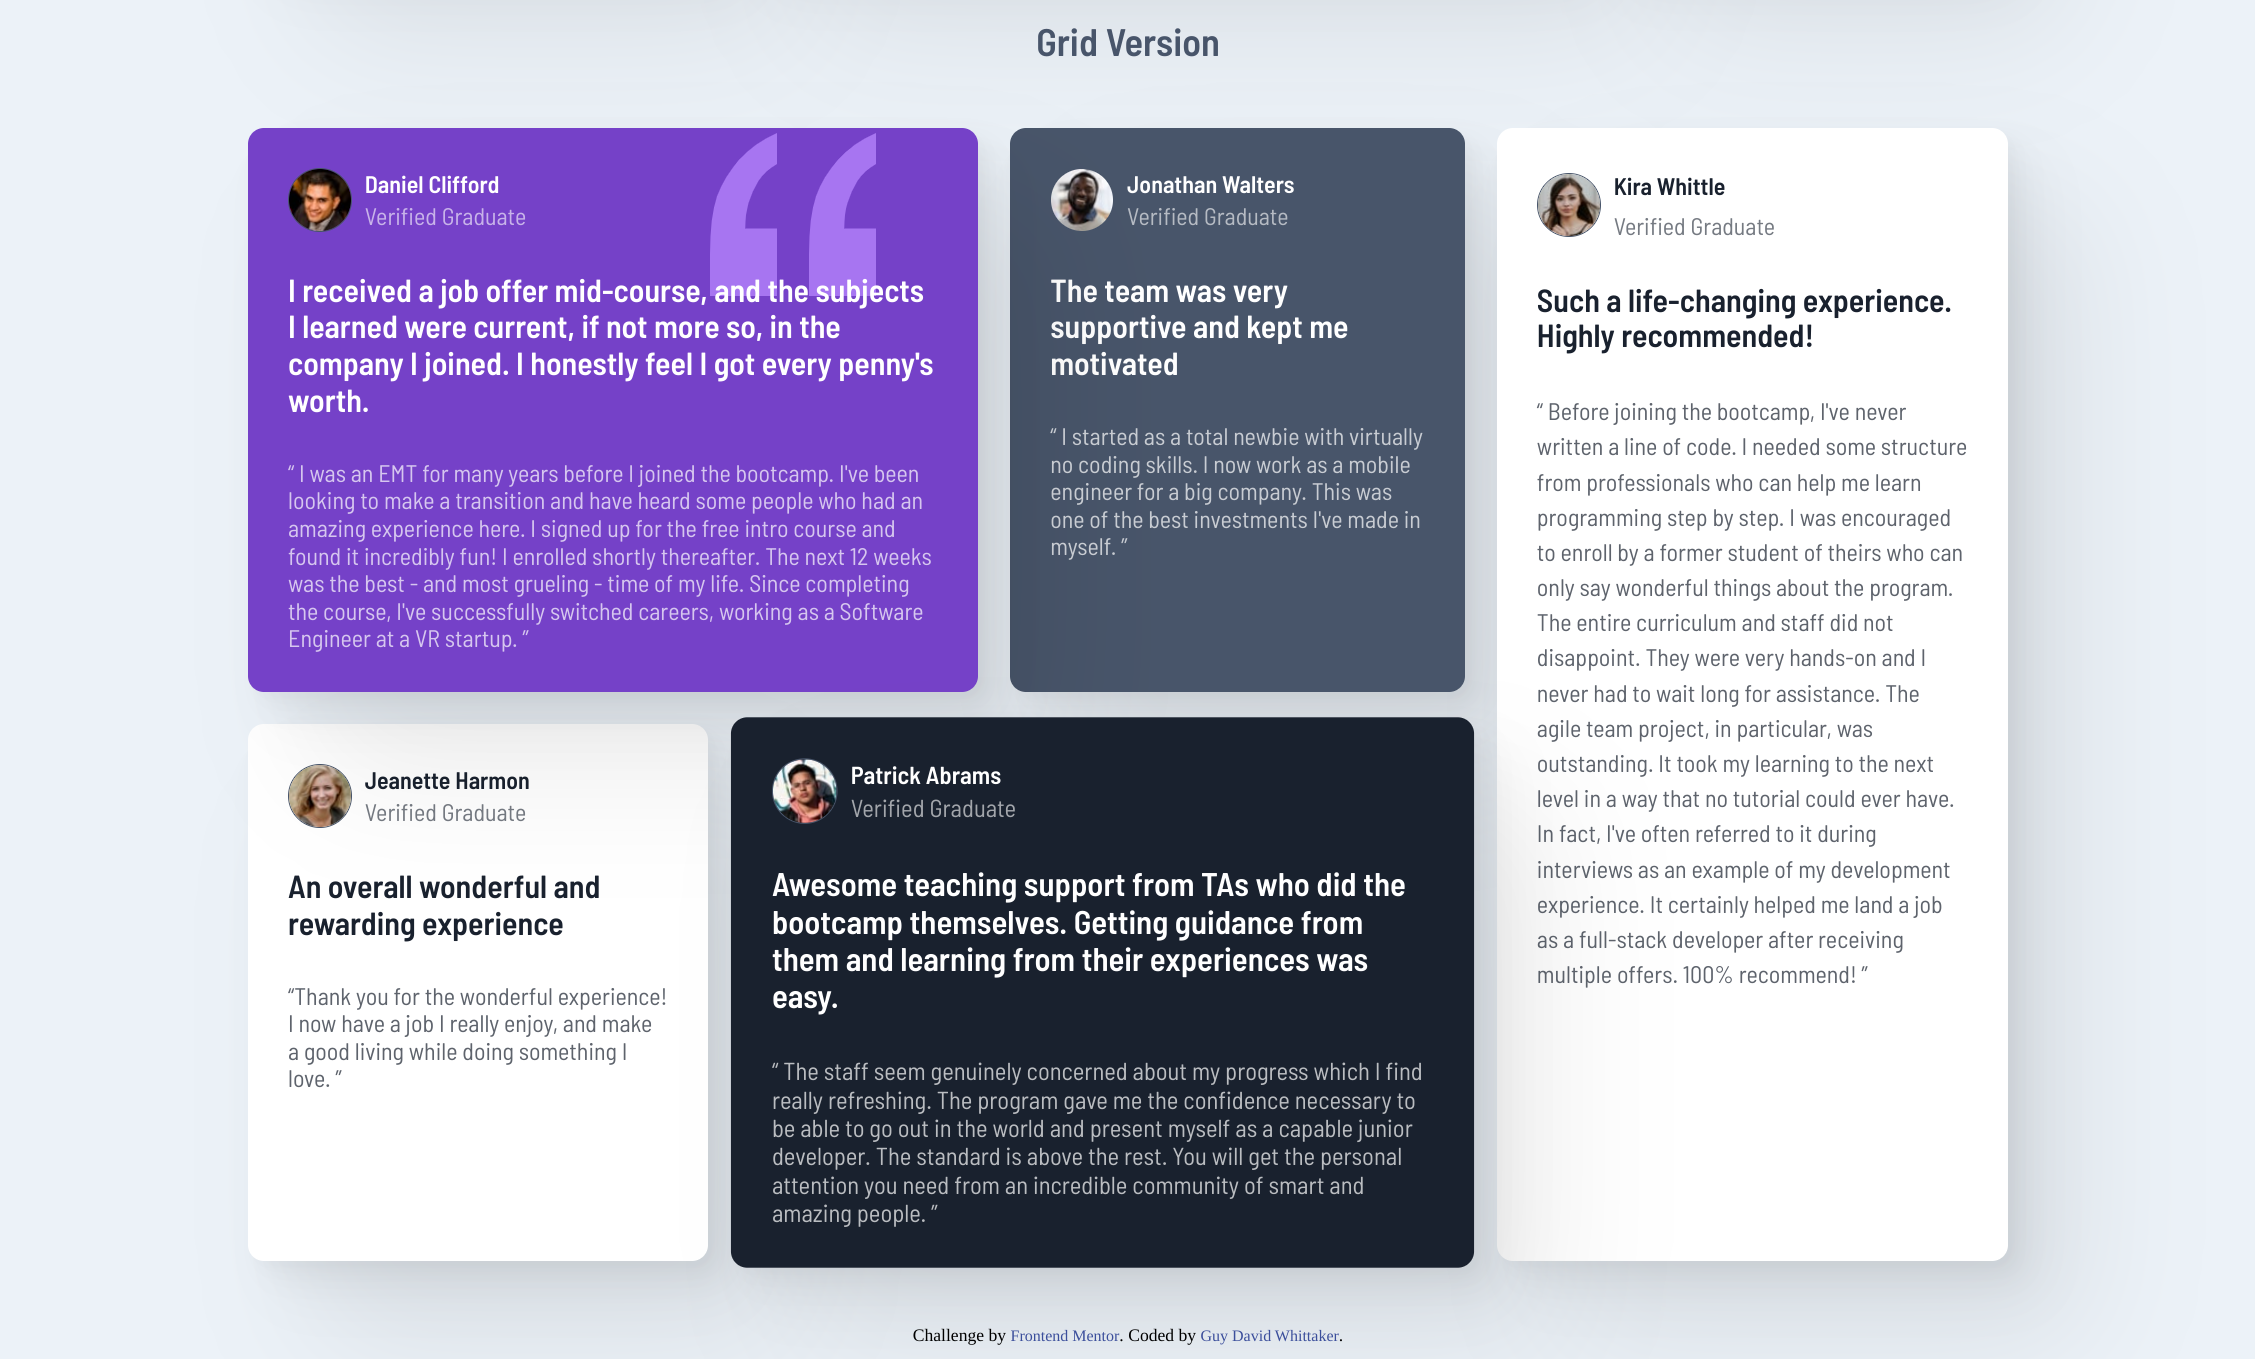 Grid Version
Daniel Clifford
Verified Graduate
I received a job offer mid-course, and the subjects
I learned were current, if not more so, in the
company I joined. I honestly feel I got every penny's
worth.
“ I was an EMT for many years before I joined the bootcamp. I've been
looking to make a transition and have heard some people who had an
amazing experience here. I signed up for the free intro course and
found it incredibly fun! I enrolled shortly thereafter. The next 12 weeks
was the best - and most grueling - time of my life. Since completing
the course, I've successfully switched careers, working as a Software
Engineer at a VR startup. ”
Jonathan Walters
Verified Graduate
The team was very
supportive and kept me
motivated
“ I started as a total newbie with virtually
no coding skills. I now work as a mobile
engineer for a big company. This was
one of the best investments I've made in
myself. ”
Kira Whittle
Verified Graduate
Such a life-changing experience.
Highly recommended!
“ Before joining the bootcamp, I've never
written a line of code. I needed some structure
from professionals who can help me learn
programming step by step. I was encouraged
to enroll by a former student of theirs who can
only say wonderful things about the program.
The entire curriculum and staff did not
disappoint. They were very hands-on and I
never had to wait long for assistance. The
agile team project, in particular, was
outstanding. It took my learning to the next
level in a way that no tutorial could ever have.
In fact, I've often referred to it during
interviews as an example of my development
experience. It certainly helped me land a job
as a full-stack developer after receiving
multiple offers. 100% recommend! ”
Jeanette Harmon
Verified Graduate
An overall wonderful and
rewarding experience
“Thank you for the wonderful experience!
I now have a job I really enjoy, and make
a good living while doing something I
love. ”
Patrick Abrams
Verified Graduate
Awesome teaching support from TAs who did the
bootcamp themselves. Getting guidance from
them and learning from their experiences was
easy.
“ The staff seem genuinely concerned about my progress which I find
really refreshing. The program gave me the confidence necessary to
be able to go out in the world and present myself as a capable junior
developer. The standard is above the rest. You will get the personal
attention you need from an incredible community of smart and
amazing people. ”
Challenge by Frontend Mentor. Coded by Guy David Whittaker.